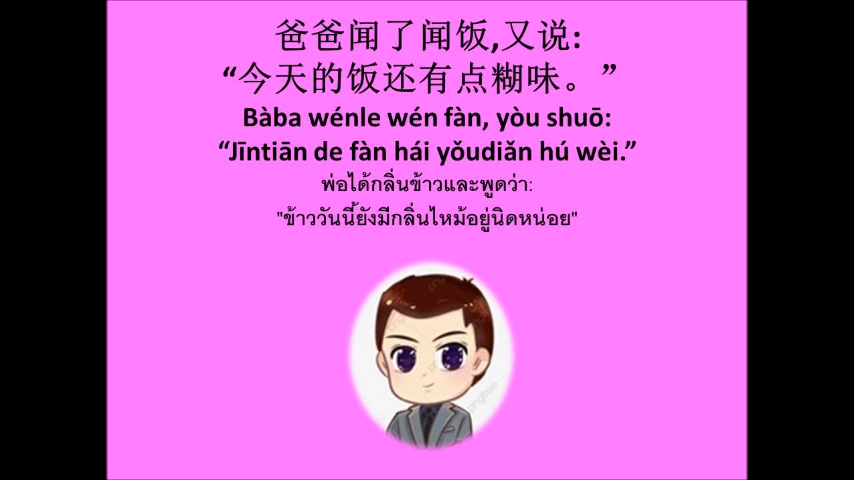 爸爸闻了闻饭,又说:
“今天的饭还有点糊味。”
Bàba wénle wén fàn, yòu shuō:
“Jīntiān de fàn hái yǒudiǎn hú wèi.”
พ่อได้กลิ่นข้าวและพูดว่า:
"ข้าววันนี้ยังมีกลิ่นไหม้อยู่นิดหน่อย"